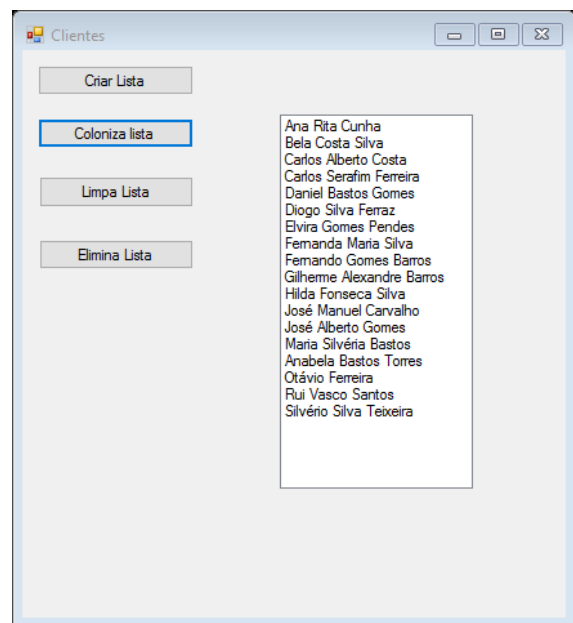 Clientes
Criar Lista
Coloniza lista
Limpa Lista
Elimina Lista
Ana Rita Cunha
Bela Costa Silva
Carlos Alberto Costa
Carlos Serafim Ferreira
Daniel Bastos Gomes
Diogo Silva Ferraz
Elvira Gomes Pendes
Fernanda Maria Silva
Fernando Gomes Barros
Gilherme Alexandre Barros
Hilda Fonseca Silva
José Manuel Carvalho
José Alberto Gomes
Maria Silvéria Bastos
Anabela Bastos Torres
Otávio Ferreira
Rui Vasco Santos
Silvério Silva Teixeira